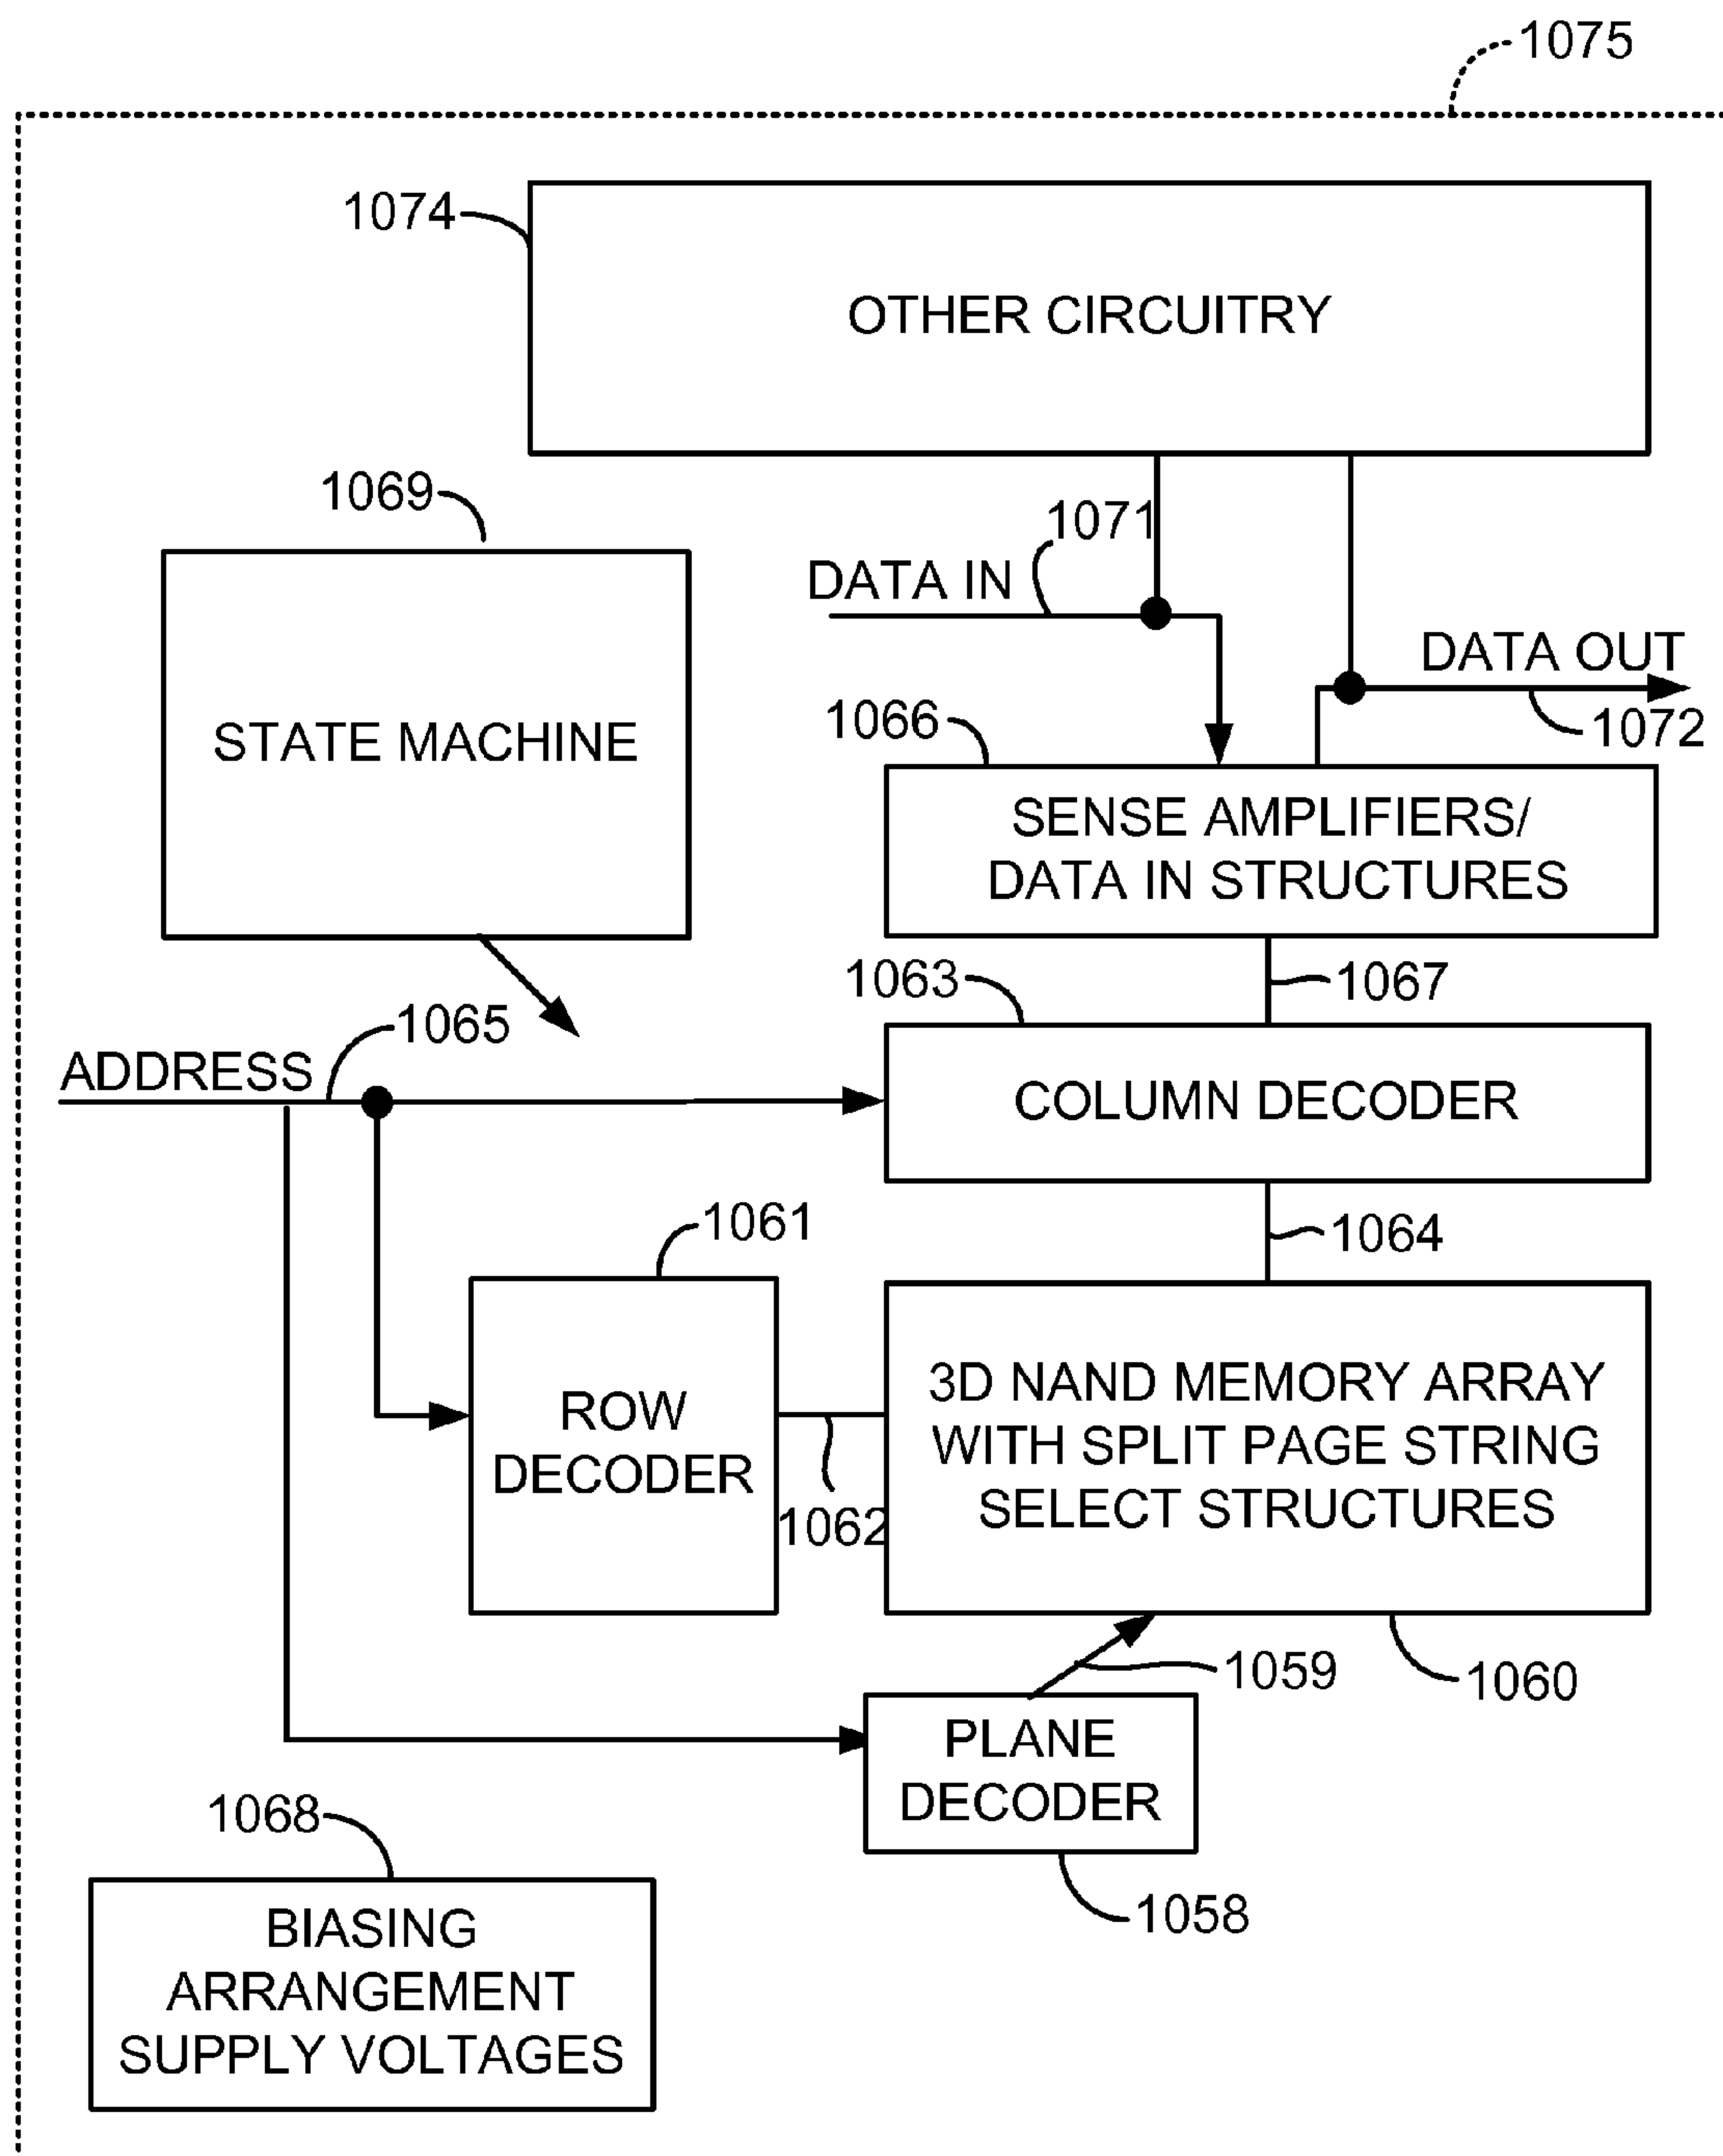 1075
1074
OTHER CIRCUITRY
1069
1071
DATA IN
DATA OUT
1072
STATE MACHINE
1066
SENSE AMPLIFIERS/
DATA IN STRUCTURES
1063
1067
1065
ADDRESS
COLUMN DECODER
1061
1064
ROW
DECODER
1062
3D NAND MEMORY ARRAY
WITH SPLIT PAGE STRING
SELECT STRUCTURES
1059
1060
PLANE
DECODER
1058
1068
BIASING
ARRANGEMENT
SUPPLY VOLTAGES